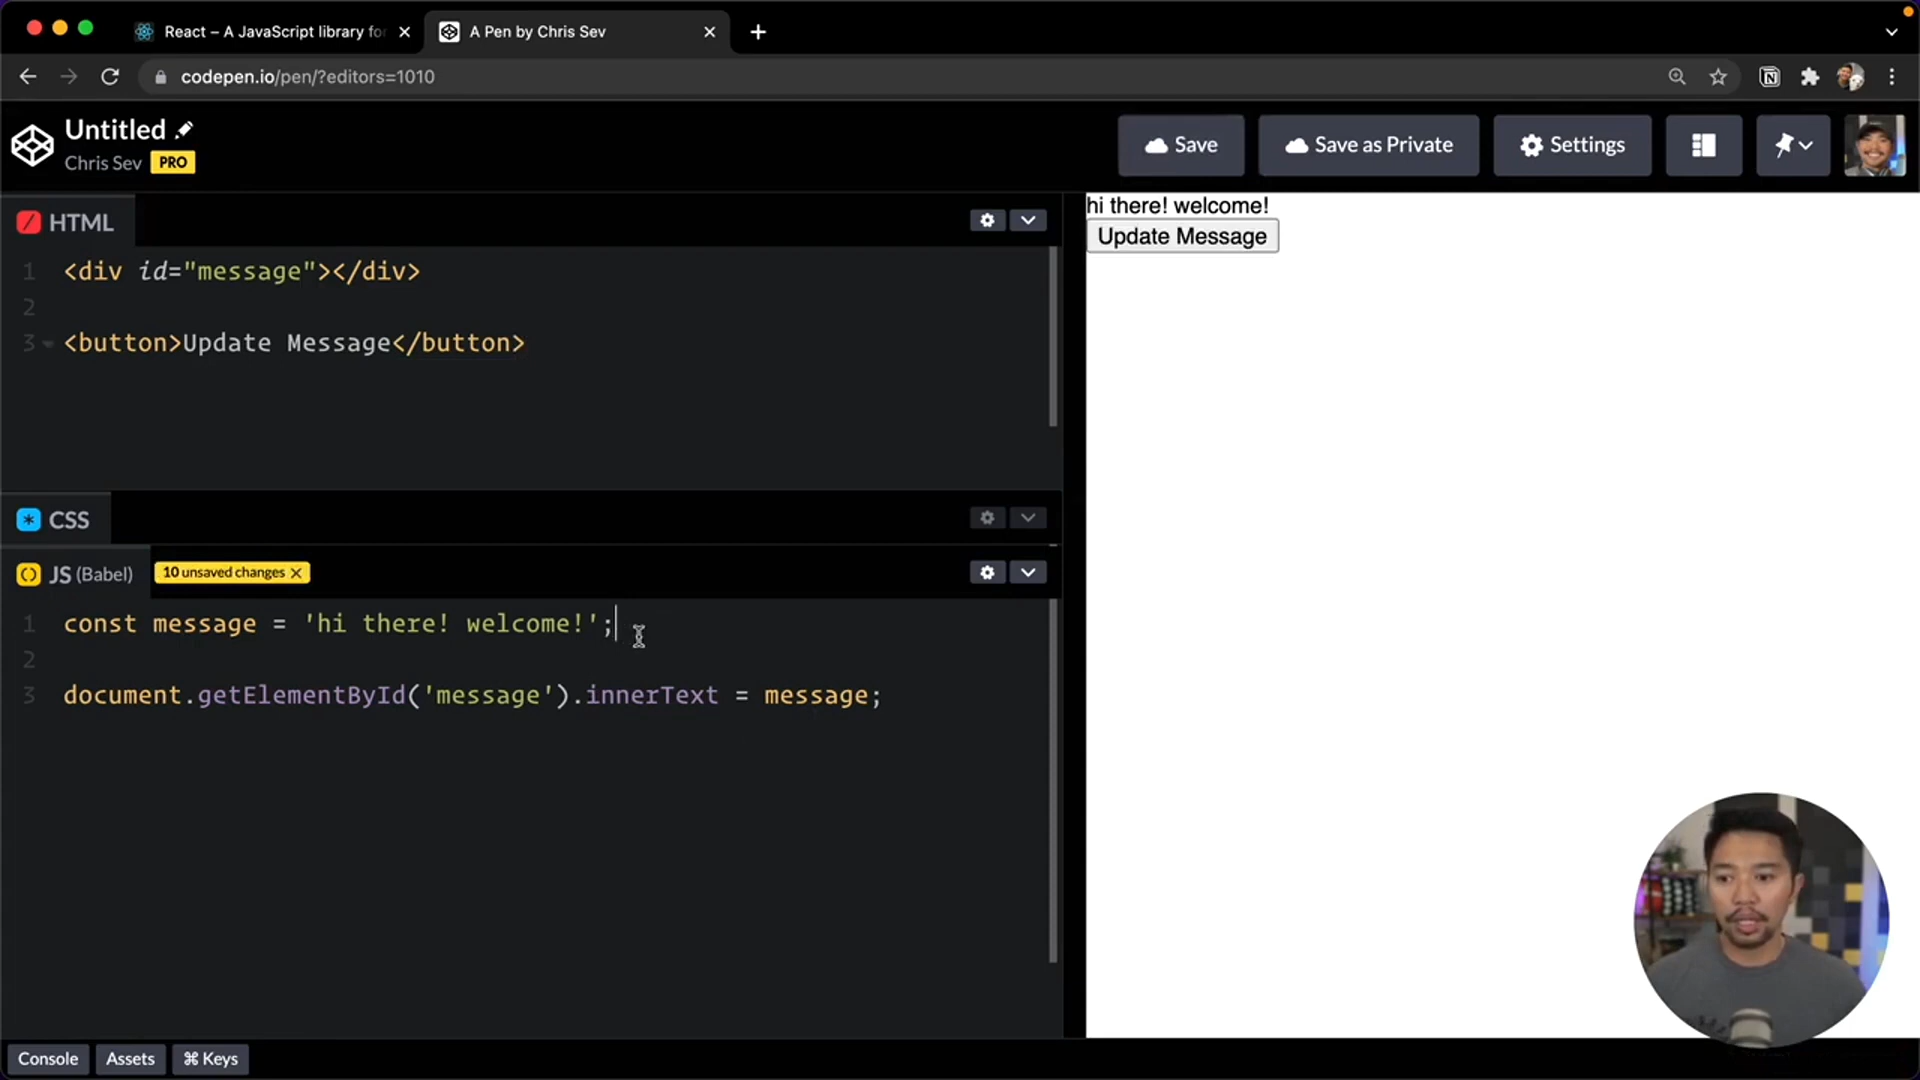 React – A JavaScript library for
A Pen by Chris Sev
codepen.io/pen/?editors=1010
Untitled
Chris Sev PRO
Save
Save as Private
Settings
HTML
1 <div id="message"></div>
2
3 <button>Update Message</button>
CSS
JS (Babel)
10 unsaved changes
1 const message = 'hi there! welcome!';
2
3 document.getElementById('message').innerText = message;
hi there! welcome!
Update Message
Console
Assets
⌘ Keys